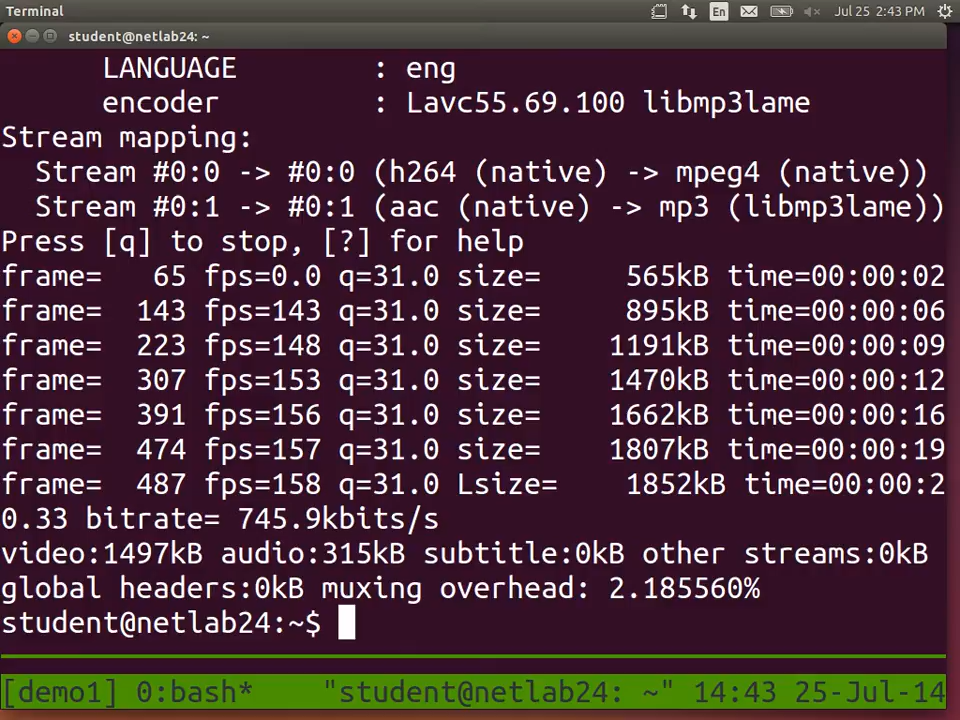 Terminal
En
Jul 25 2:43 PM
student@netlab24: ~
LANGUAGE : eng
encoder : Lavc55.69.100 libmp3lame
Stream mapping:
Stream #0:0 -> #0:0 (h264 (native) -> mpeg4 (native))
Stream #0:1 -> #0:1 (aac (native) -> mp3 (libmp3lame))
Press [q] to stop, [?] for help
frame= 65 fps=0.0 q=31.0 size= 565kB time=00:00:02
frame= 143 fps=143 q=31.0 size= 895kB time=00:00:06
frame= 223 fps=148 q=31.0 size= 1191kB time=00:00:09
frame= 307 fps=153 q=31.0 size= 1470kB time=00:00:12
frame= 391 fps=156 q=31.0 size= 1662kB time=00:00:16
frame= 474 fps=157 q=31.0 size= 1807kB time=00:00:19
frame= 487 fps=158 q=31.0 Lsize= 1852kB time=00:00:2
0.33 bitrate= 745.9kbits/s
video:1497kB audio:315kB subtitle:0kB other streams:0kB
global headers:0kB muxing overhead: 2.185560%
student@netlab24:~$
[demo1] 0:bash* "student@netlab24: ~" 14:43 25-Jul-14